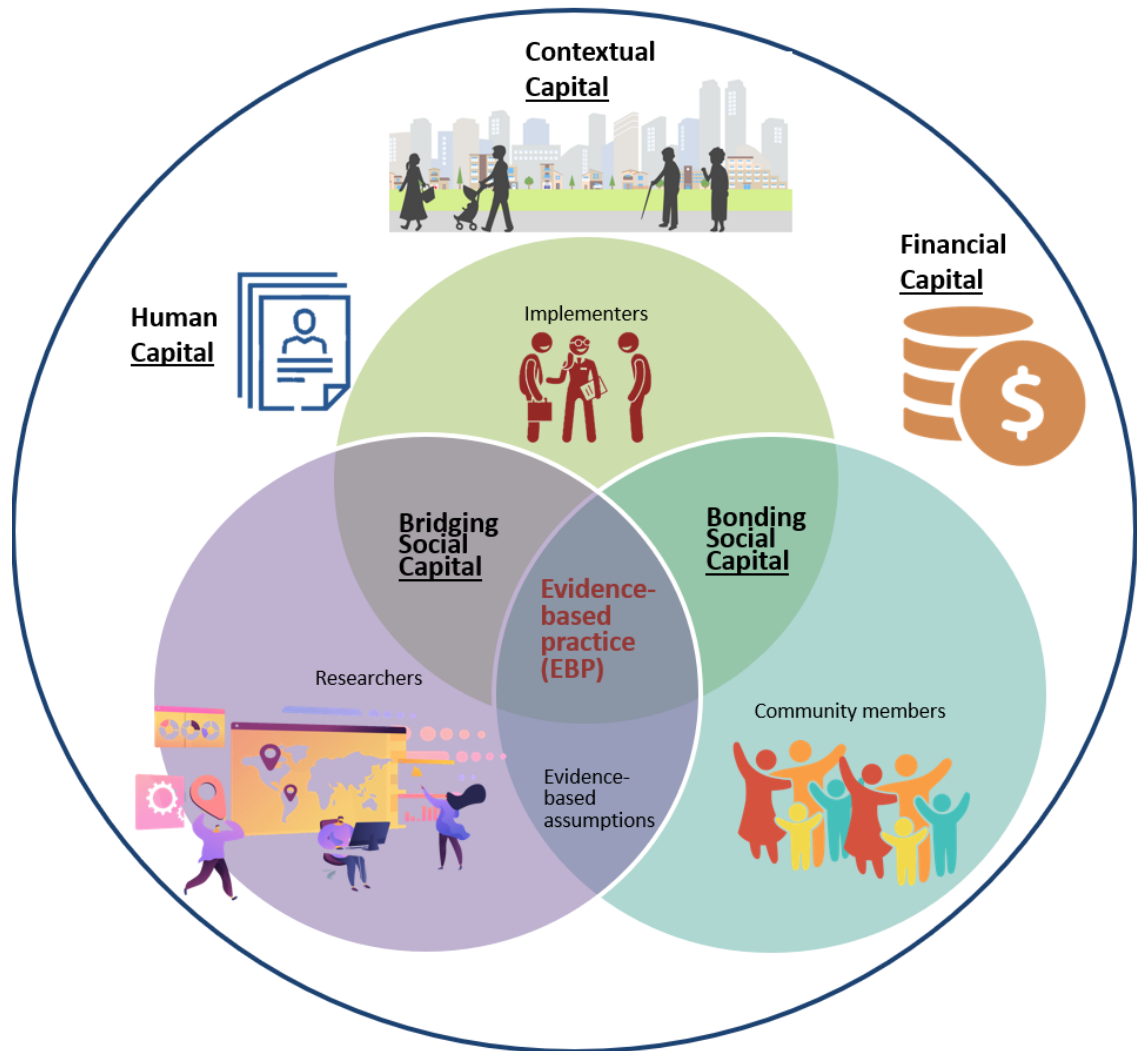 Contextual
Capital
Financial
Capital
Human
Capital
Implementers
Bridging
Social
Capital
Bonding
Social
Capital
Evidence-
based
practice
(EBP)
Researchers
Community members
Evidence-
based
assumptions
$